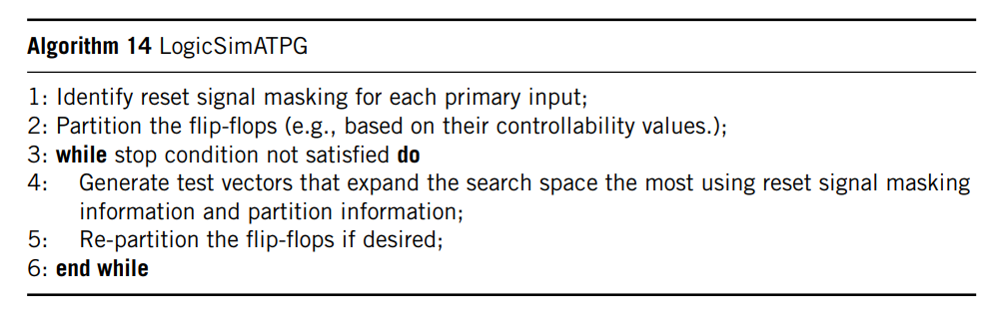 Algorithm 14 LogicSimATPG
1: Identify reset signal masking for each primary input;
2: Partition the flip-flops (e.g., based on their controllability values.);
3: while stop condition not satisfied do
4: Generate test vectors that expand the search space the most using reset signal masking
information and partition information;
5: Re-partition the flip-flops if desired;
6: end while